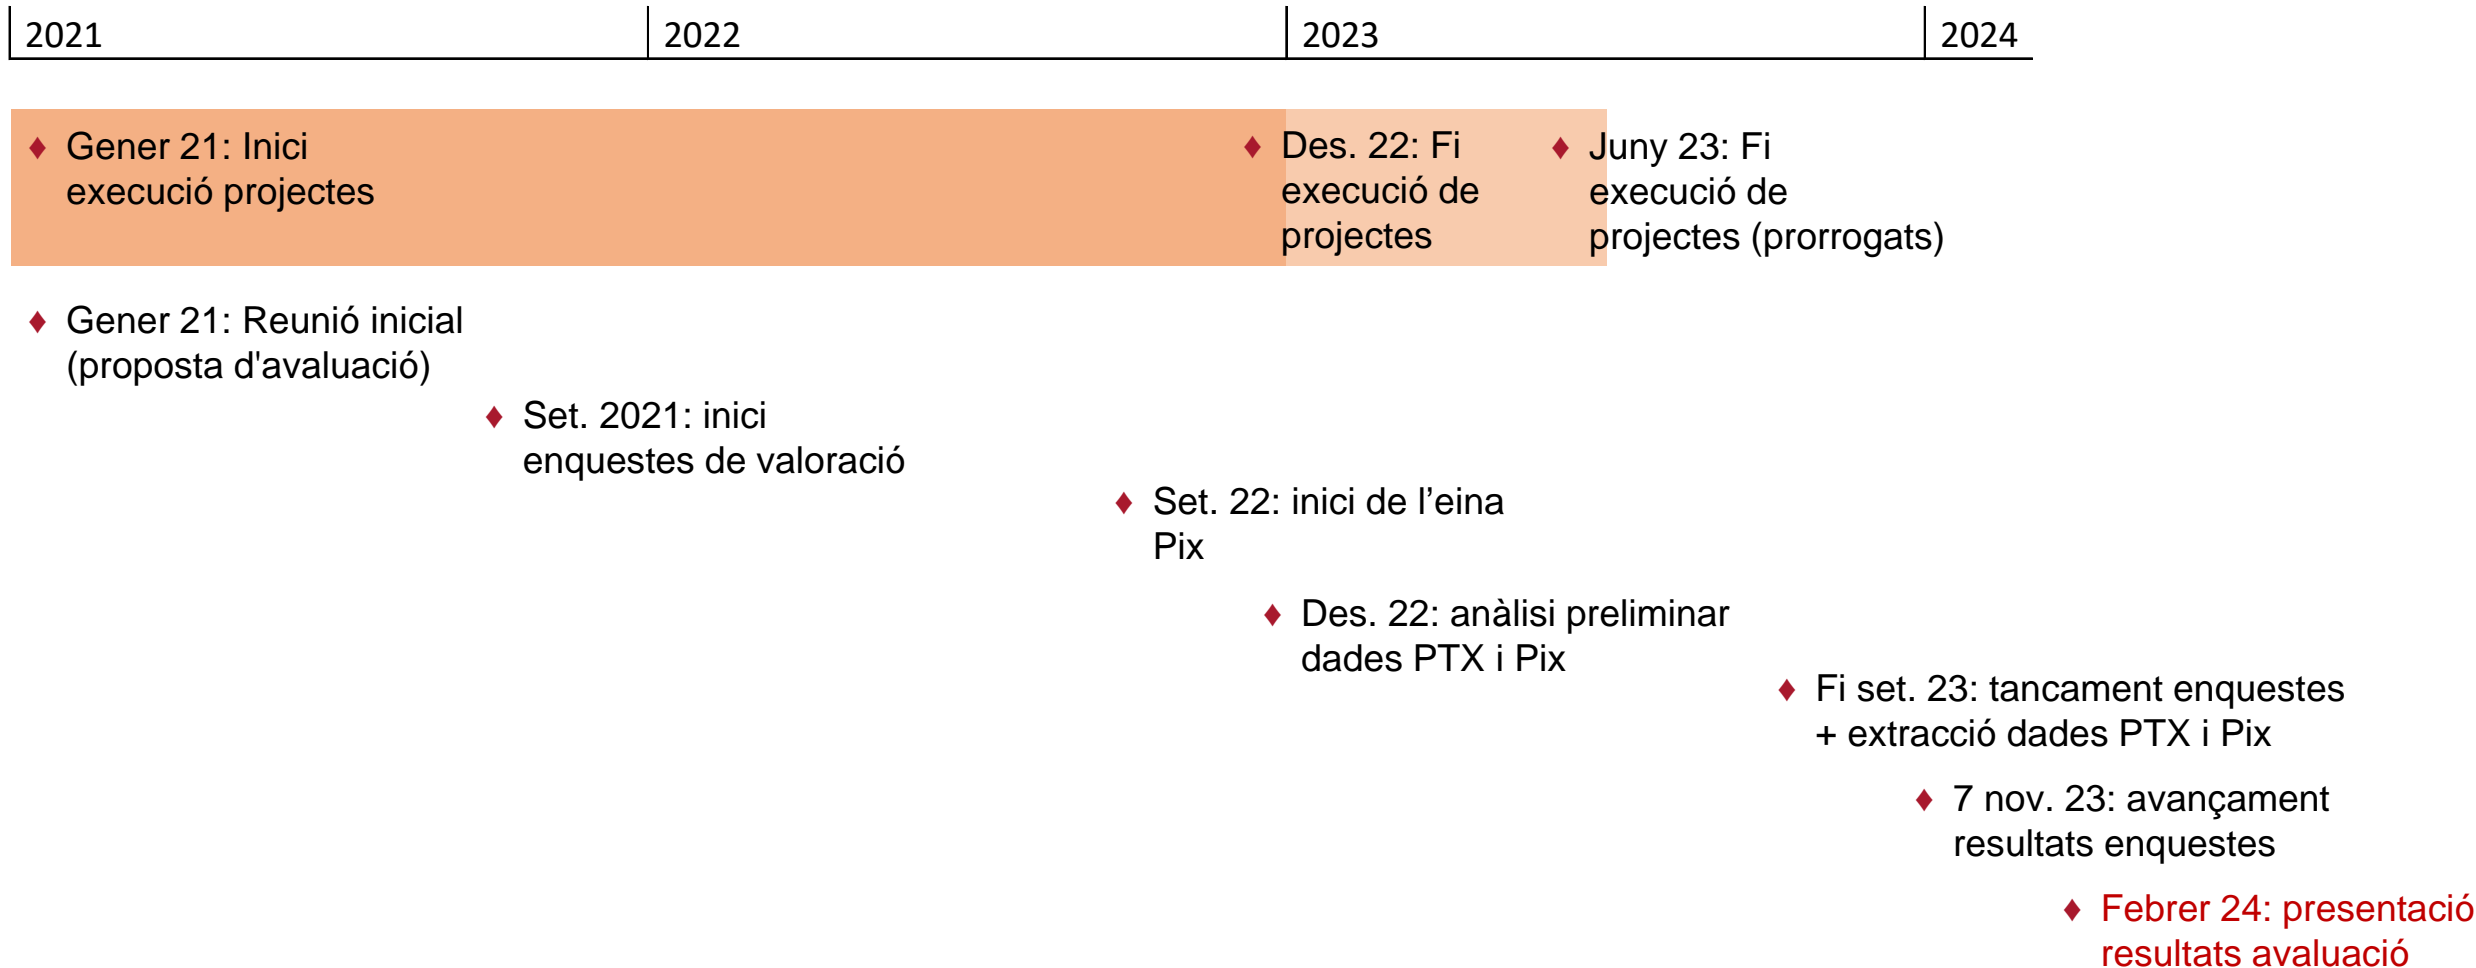 2021 2022 2023 2024
Gener 21: Inici
execució projectes
Des. 22: Fi
execució de
projectes
Juny 23: Fi
execució de
projectes (prorrogats)
Gener 21: Reunió inicial
(proposta d'avaluació)
Set. 2021: inici
enquestes de valoració
Set. 22: inici de l’eina
Pix
Des. 22: anàlisi preliminar
dades PTX i Pix
Fi set. 23: tancament enquestes
+ extracció dades PTX i Pix
7 nov. 23: avançament
resultats enquestes
Febrer 24: presentació
resultats avaluació